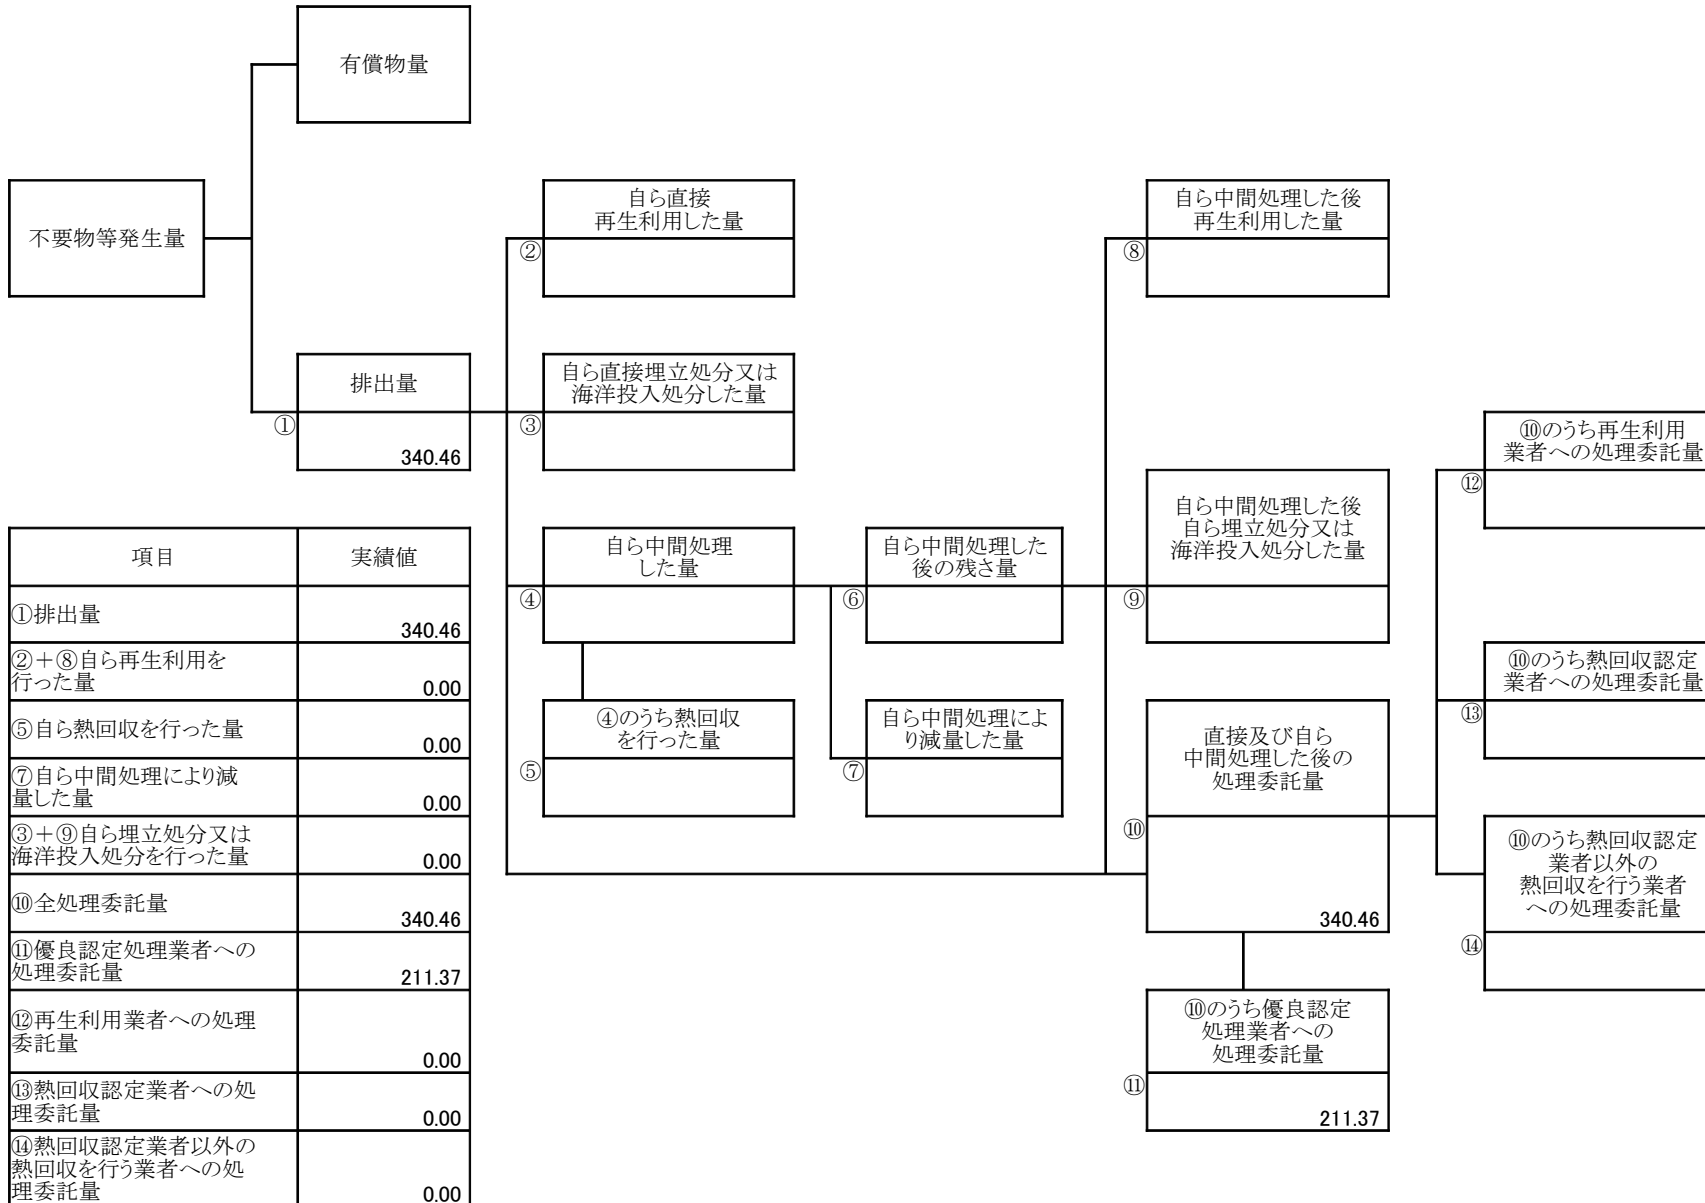 有償物量
不要物等発生量
自ら直接
再生利用した量
②
自ら中間処理した後
再生利用した量
⑧
排出量
①
340.46
自ら直接埋立処分又は
海洋投入処分した量
③
⑩のうち再生利用
業者への処理委託量
⑫
自ら中間処理した後
自ら埋立処分又は
海洋投入処分した量
⑨
自ら中間処理
した量
④
自ら中間処理した
後の残さ量
⑥
⑩のうち熱回収認定
業者への処理委託量
⑬
④のうち熱回収
を行った量
⑤
自ら中間処理によ
り減量した量
⑦
直接及び自ら
中間処理した後の
処理委託量
⑩
340.46
⑩のうち熱回収認定
業者以外の
熱回収を行う業者
への処理委託量
⑭
⑩のうち優良認定
処理業者への
処理委託量
⑪
211.37
項目 実績値
①排出量 340.46
②+⑧自ら再生利用を
行った量 0.00
⑤自ら熱回収を行った量 0.00
⑦自ら中間処理により減
量した量 0.00
③+⑨自ら埋立処分又は
海洋投入処分を行った量 0.00
⑩全処理委託量 340.46
⑪優良認定処理業者への
処理委託量 211.37
⑫再生利用業者への処理
委託量 0.00
⑬熱回収認定業者への処
理委託量 0.00
⑭熱回収認定業者以外の
熱回収を行う業者への処
理委託量 0.00